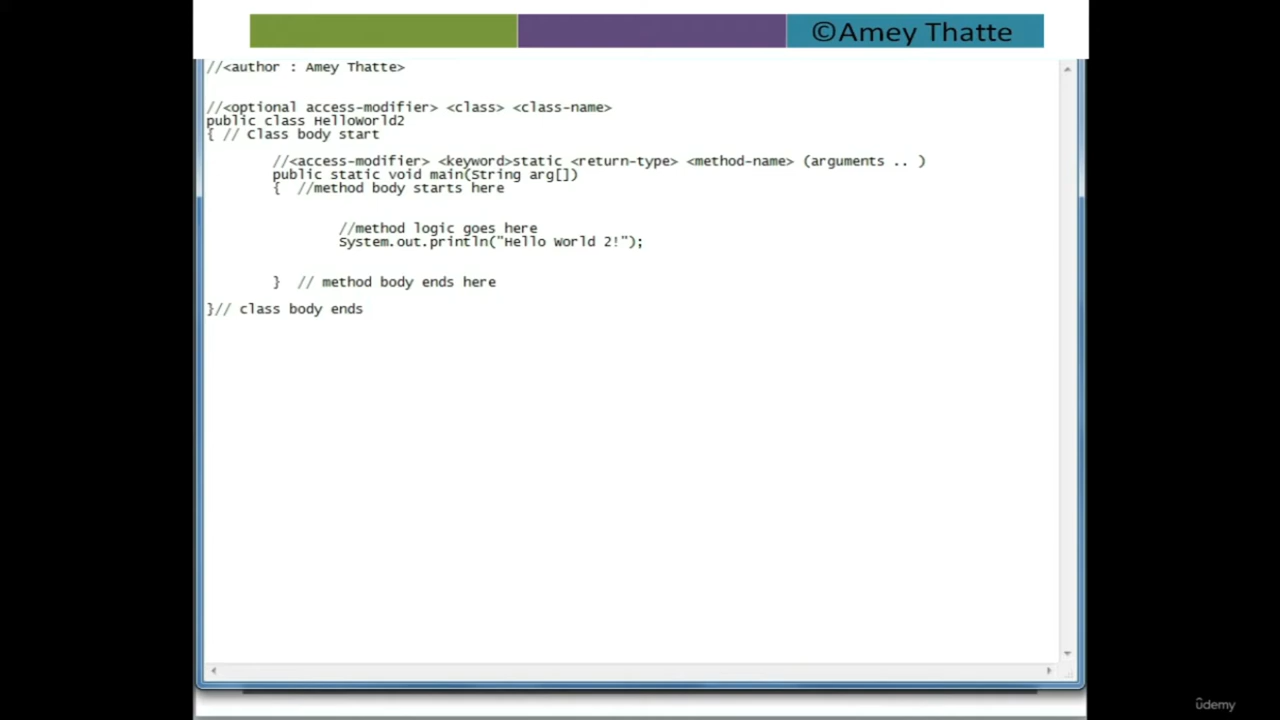 ©Amey Thatte
//<author : Amey Thatte>
//<optional access-modifier> <class> <class-name>
public class HelloWorld2
{ // Class body start
//<access-modifier> <keyword>static <return-type> <method-name> (arguments .. )
public static void main(String arg[])
{  //method body starts here
//method logic goes here
System.out.println("Hello World 2!");
}  // method body ends here
}// class body ends
ûdemy